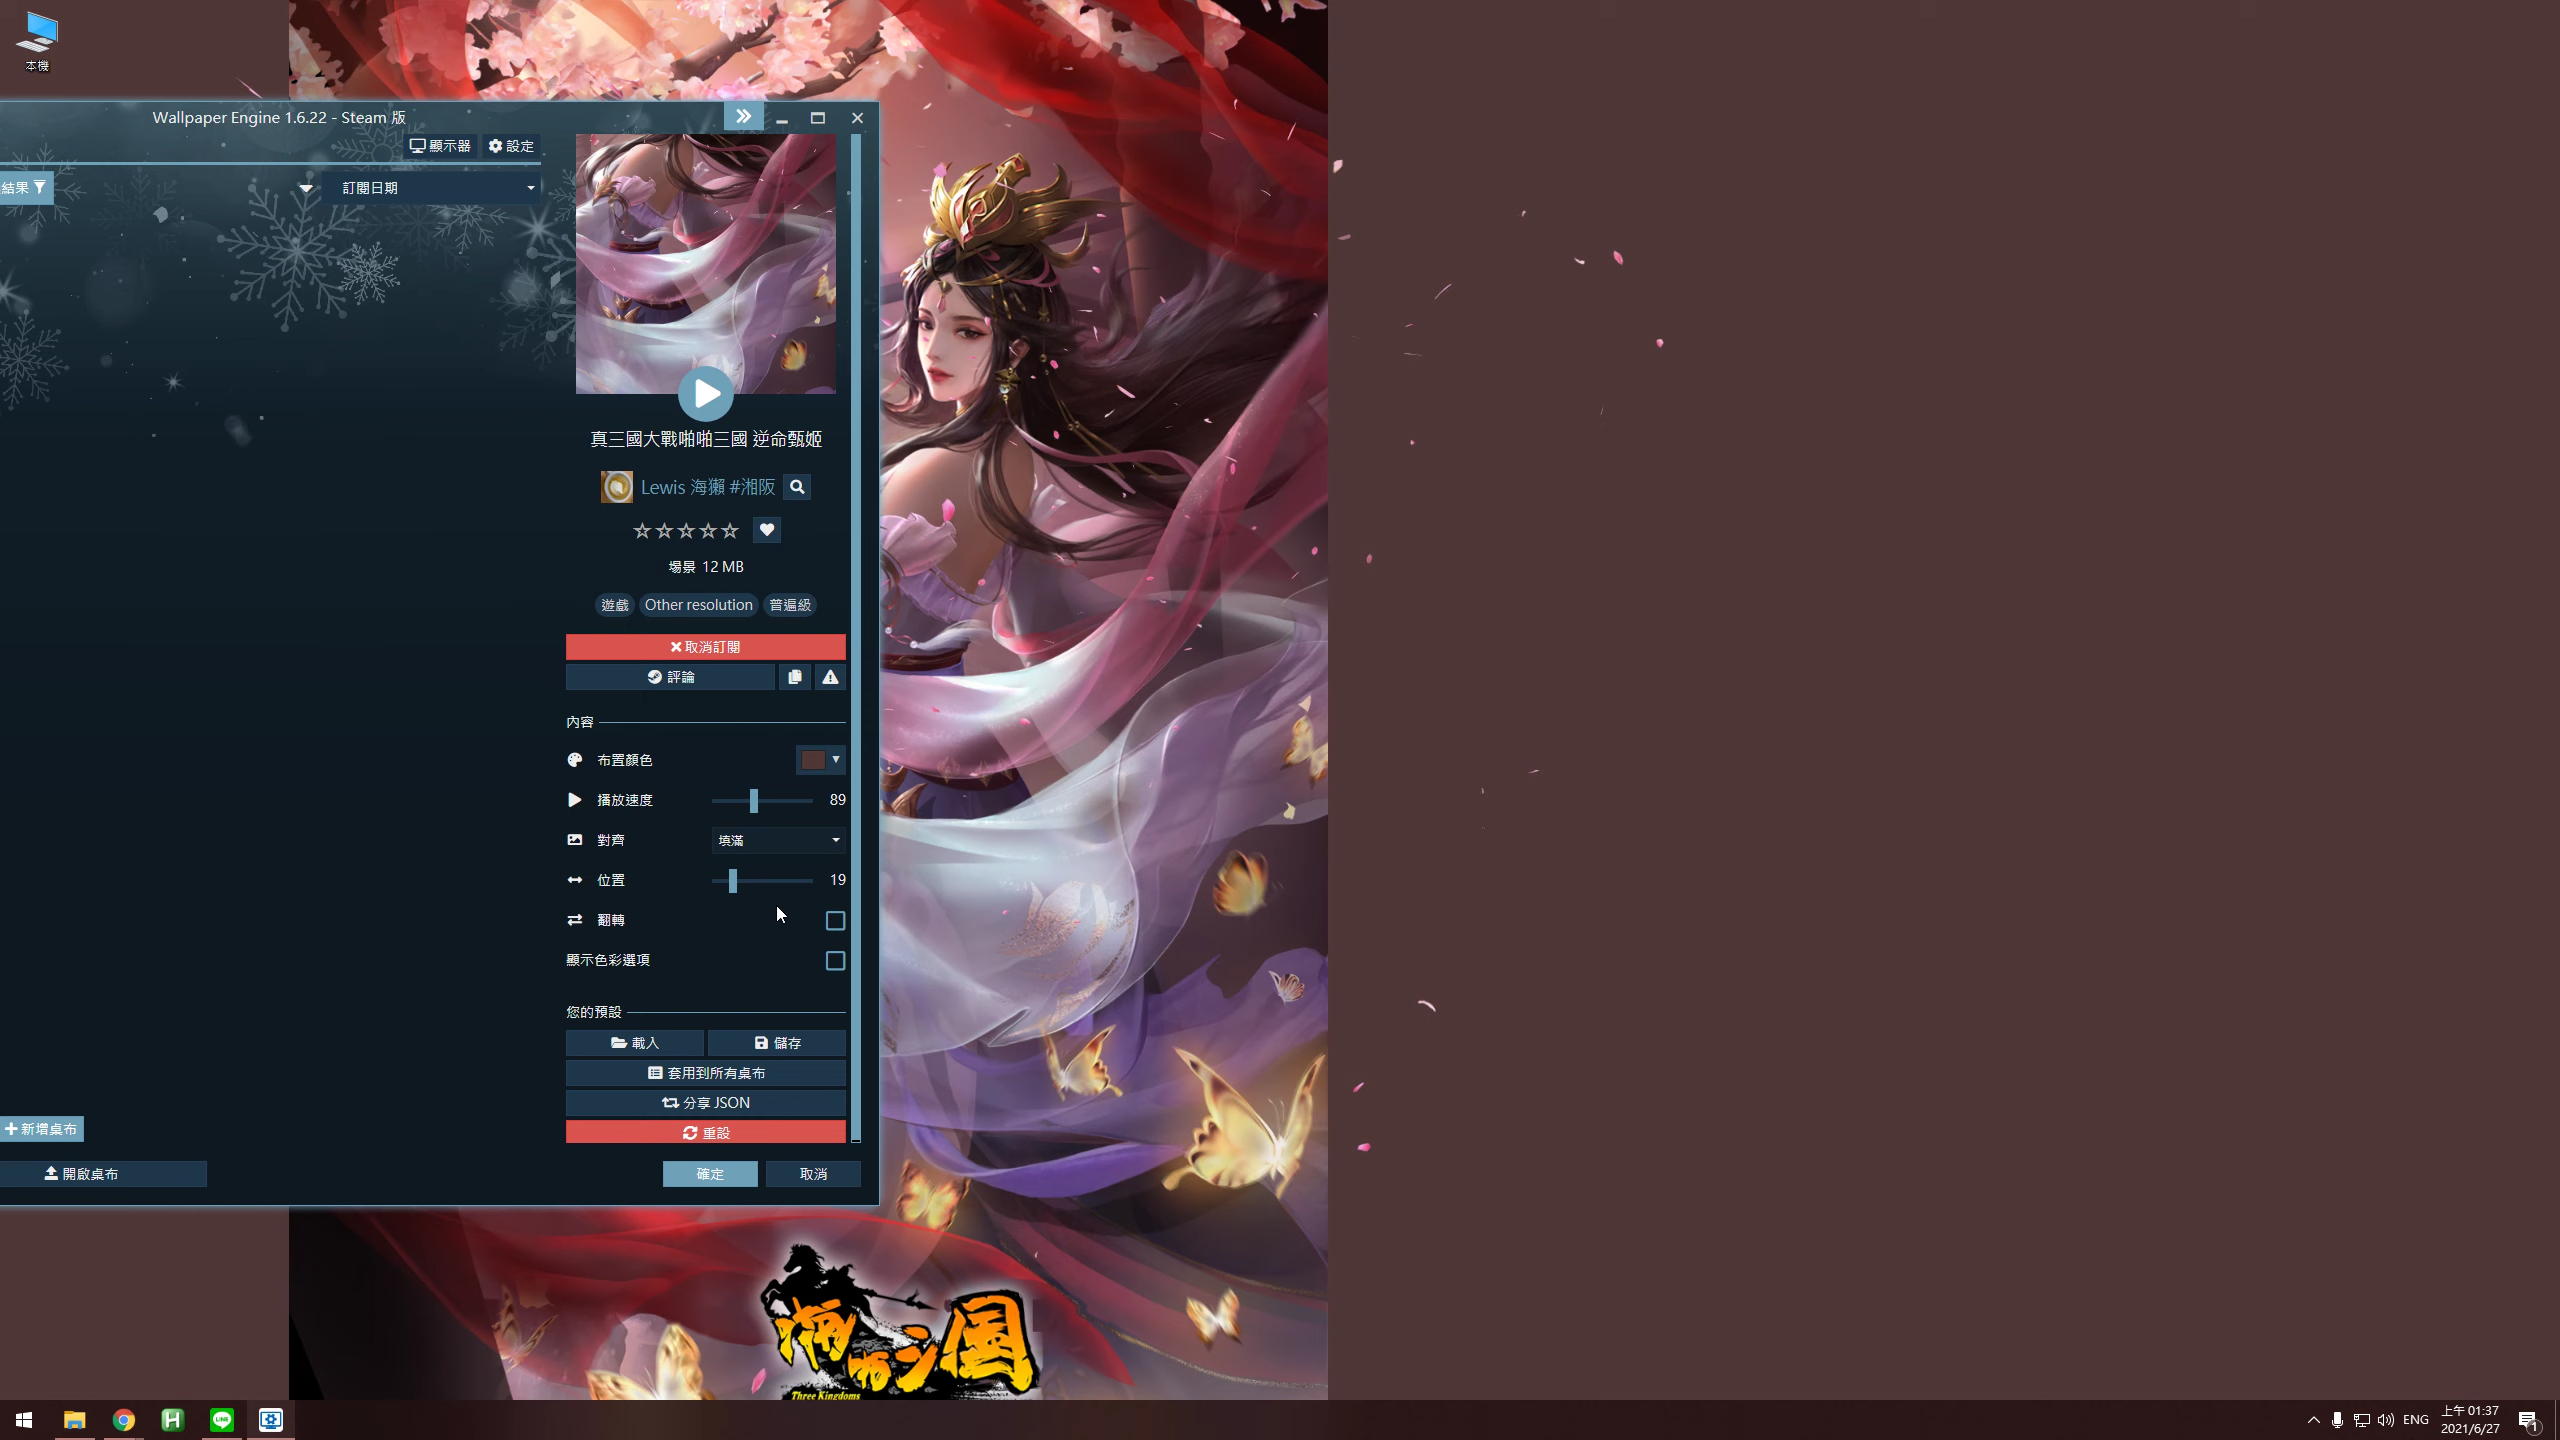 本機
Wallpaper Engine 1.6.22 - Steam 版
顯示器
設定
結果
訂閱日期
真三國大戰啪啪三國 逆命甄姬
Lewis 海獺 #湘阪
場景 12 MB
遊戲
Other resolution
普遍級
取消訂閱
評論
內容
布置顏色
播放速度
89
對齊
填滿
位置
19
翻轉
顯示色彩選項
您的預設
載入
儲存
套用到所有桌布
分享 JSON
重設
新增桌布
開啟桌布
確定
取消
啪啪三国
Three Kingdoms
ENG
上午 01:37
2021/6/27
1
LINE
H